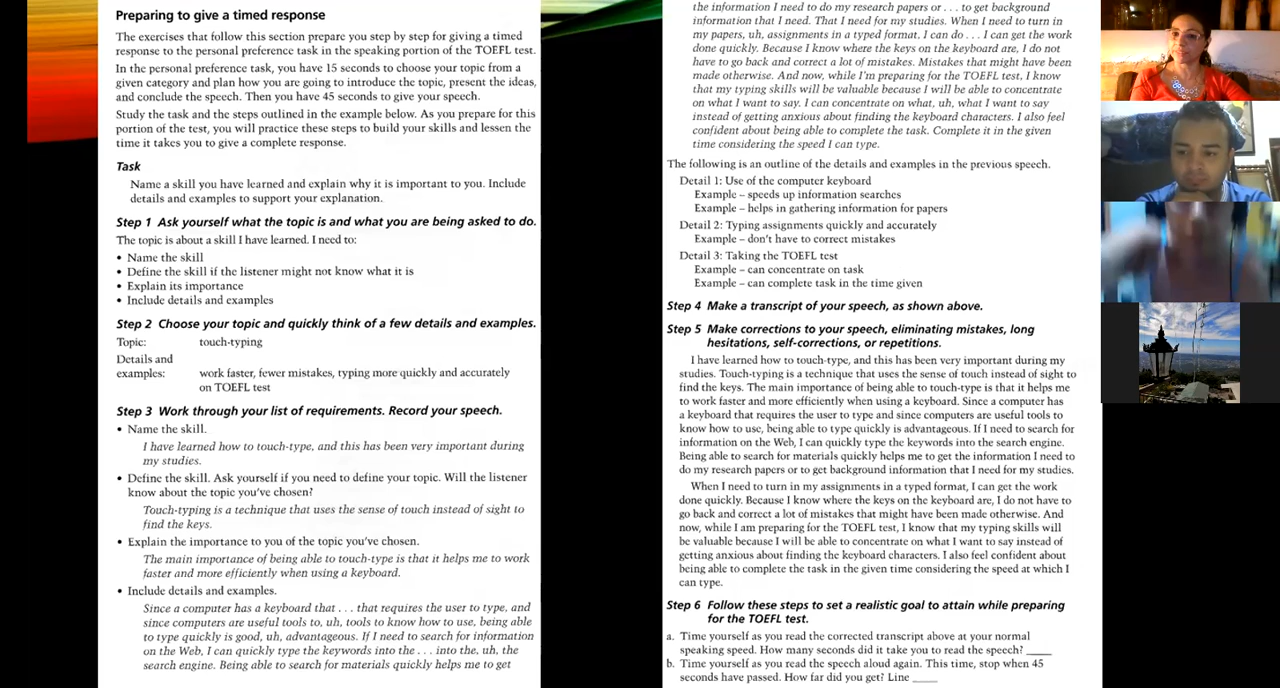 Preparing to give a timed response
The exercises that follow this section prepare you step by step for giving a timed
response to the personal preference task in the speaking portion of the TOEFL test.
In the personal preference task, you have 15 seconds to choose your topic from a
given category and plan how you are going to introduce the topic, present the ideas,
and conclude the speech. Then you have 45 seconds to give your speech.
Study the task and the steps outlined in the example below. As you prepare for this
portion of the test, you will practice these steps to build your skills and lessen the
time it takes you to give a complete response.
Task
Name a skill you have learned and explain why it is important to you. Include
details and examples to support your explanation.
Step 1 Ask yourself what the topic is and what you are being asked to do.
The topic is about a skill I have learned. I need to:
• Name the skill
• Define the skill if the listener might not know what it is
• Explain its importance
• Include details and examples
Step 2 Choose your topic and quickly think of a few details and examples.
Topic: touch-typing
Details and
examples: work faster, fewer mistakes, typing more quickly and accurately
on TOEFL test
Step 3 Work through your list of requirements. Record your speech.
• Name the skill.
I have learned how to touch-type, and this has been very important during
my studies.
• Define the skill. Ask yourself if you need to define your topic. Will the listener
know about the topic you've chosen?
Touch-typing is a technique that uses the sense of touch instead of sight to
find the keys.
• Explain the importance to you of the topic you've chosen.
The main importance of being able to touch-type is that it helps me to work
faster and more efficiently when using a keyboard.
• Include details and examples.
Since a computer has a keyboard that . . . that requires the user to type, and
since computers are useful tools to, uh, tools to know how to use, being able
to type quickly is good, uh, advantageous. If I need to search for information
on the Web, I can quickly type the keywords into the . . . into the, uh, the
search engine. Being able to search for materials quickly helps me to get
the information I need to do my research papers or . . . to get background
information that I need. That I need for my studies. When I need to turn in
my papers, uh, assignments in a typed format, I can do . . . I can get the work
done quickly. Because I know where the keys on the keyboard are, I do not
have to go back and correct a lot of mistakes. Mistakes that might have been
made otherwise. And now, while I'm preparing for the TOEFL test, I know
that my typing skills will be valuable because I will be able to concentrate
on what I want to say. I can concentrate on what, uh, what I want to say
instead of getting anxious about finding the keyboard characters. I also feel
confident about being able to complete the task. Complete it in the given
time considering the speed I can type.
The following is an outline of the details and examples in the previous speech.
Detail 1: Use of the computer keyboard
Example – speeds up information searches
Example – helps in gathering information for papers
Detail 2: Typing assignments quickly and accurately
Example – don't have to correct mistakes
Detail 3: Taking the TOEFL test
Example – can concentrate on task
Example – can complete task in the time given
Step 4 Make a transcript of your speech, as shown above.
Step 5 Make corrections to your speech, eliminating mistakes, long
hesitations, self-corrections, or repetitions.
I have learned how to touch-type, and this has been very important during my
studies. Touch-typing is a technique that uses the sense of touch instead of sight to
find the keys. The main importance of being able to touch-type is that it helps me
to work faster and more efficiently when using a keyboard. Since a computer has
a keyboard that requires the user to type and since computers are useful tools to
know how to use, being able to type quickly is advantageous. If I need to search for
information on the Web, I can quickly type the keywords into the search engine.
Being able to search for materials quickly helps me to get the information I need to
do my research papers or to get background information that I need for my studies.
When I need to turn in my assignments in a typed format, I can get the work
done quickly. Because I know where the keys on the keyboard are, I do not have to
go back and correct a lot of mistakes that might have been made otherwise. And
now, while I am preparing for the TOEFL test, I know that my typing skills will
be valuable because I will be able to concentrate on what I want to say instead of
getting anxious about finding the keyboard characters. I also feel confident about
being able to complete the task in the given time considering the speed at which I
can type.
Step 6 Follow these steps to set a realistic goal to attain while preparing
for the TOEFL test.
a. Time yourself as you read the corrected transcript above at your normal
speaking speed. How many seconds did it take you to read the speech? ____
b. Time yourself as you read the speech aloud again. This time, stop when 45
seconds have passed. How far did you get? Line ____